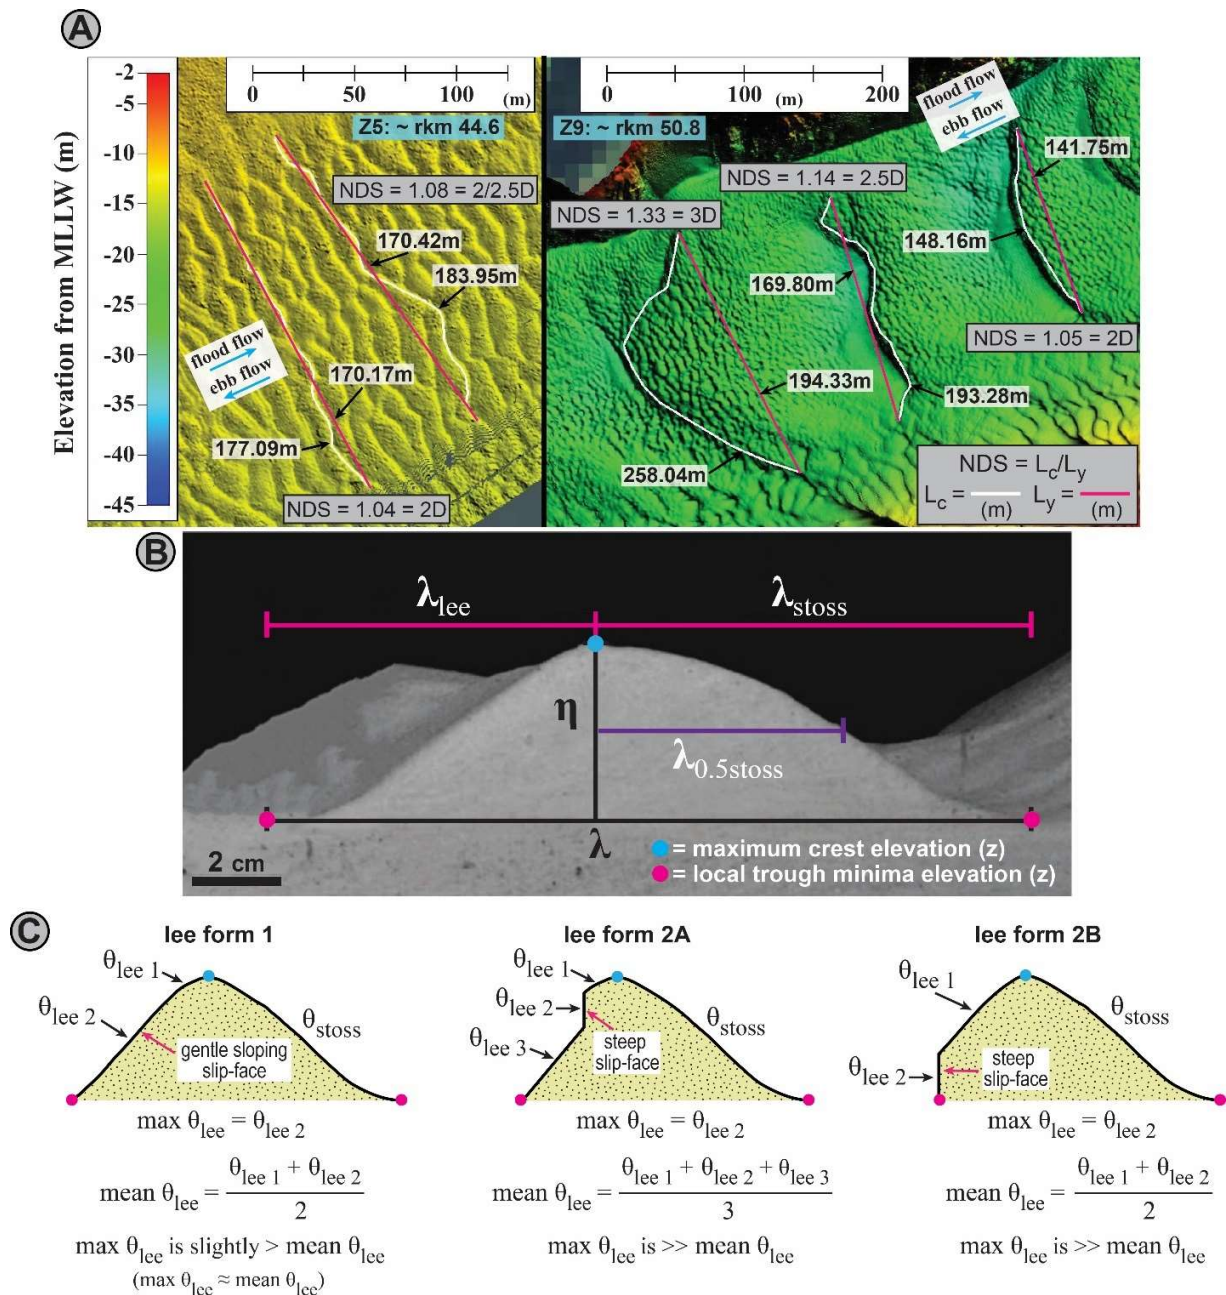 A
Elevation from MLLW (m)
-2
-5
-10
-15
-20
-25
-30
-35
-40
-45
0 50 100 (m)
Z5: ~ rkm 44.6
NDS = 1.08 = 2/2.5D
170.42m
183.95m
flood flow
ebb flow
170.17m
177.09m
NDS = 1.04 = 2D
0 100 (m) 200
Z9: ~ rkm 50.8
flood flow
ebb flow
141.75m
NDS = 1.14 = 2.5D
NDS = 1.33 = 3D
148.16m
169.80m
NDS = 1.05 = 2D
194.33m
193.28m
258.04m
NDS = Lc/Ly
Lc = (m) Ly = (m)
B
λlee λstoss
η
λ0.5stoss
λ
2 cm
= maximum crest elevation (z)
= local trough minima elevation (z)
C
lee form 1
θlee 1
θlee 2
θstoss
gentle sloping
slip-face
max θlee = θlee 2
mean θlee = (θlee 1 + θlee 2)/2
max θlee is slightly > mean θlee
(max θlee ≈ mean θlee)
lee form 2A
θlee 1
θlee 2
θlee 3
θstoss
steep
slip-face
max θlee = θlee 2
mean θlee = (θlee 1 + θlee 2 + θlee 3)/3
max θlee is >> mean θlee
lee form 2B
θlee 1
θlee 2
θstoss
steep
slip-face
max θlee = θlee 2
mean θlee = (θlee 1 + θlee 2)/2
max θlee is >> mean θlee